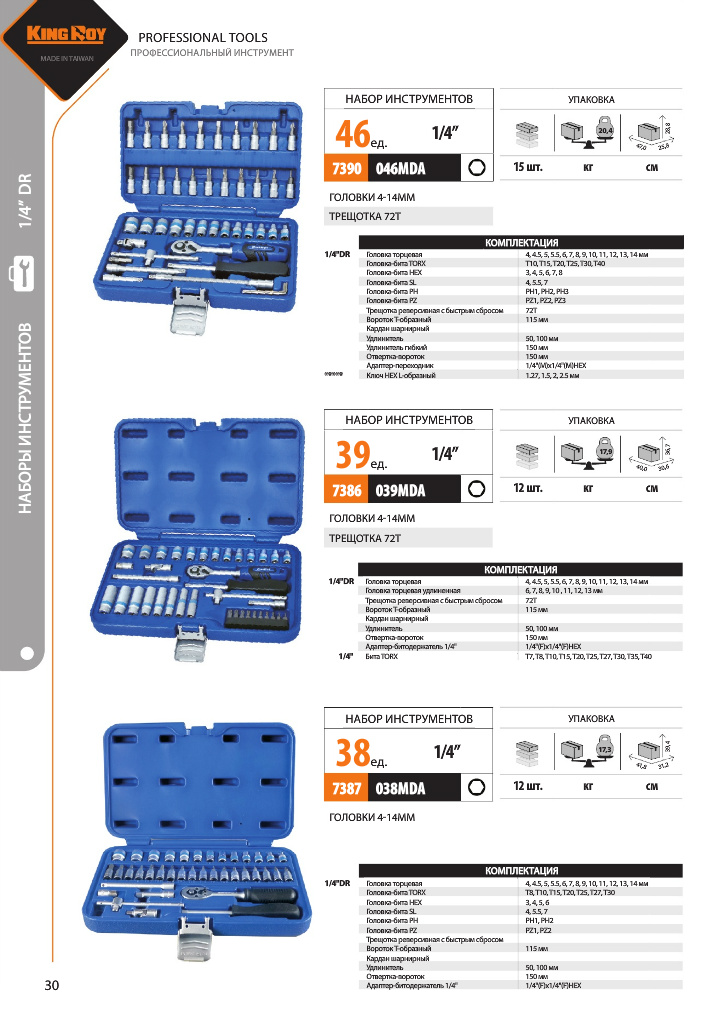 KING ROY
MADE IN TAIWAN
PROFESSIONAL TOOLS
ПРОФЕССИОНАЛЬНЫЙ ИНСТРУМЕНТ
1/4” DR
НАБОРЫ ИНСТРУМЕНТОВ
НАБОР ИНСТРУМЕНТОВ
46ед. 1/4”
7390 046MDA
УПАКОВКА
20,4
47,0 25,8 28,8
15 шт. кг см
ГОЛОВКИ 4-14ММ
ТРЕЩОТКА 72Т
КОМПЛЕКТАЦИЯ
1/4"DR Головка торцевая 4, 4.5, 5, 5.5, 6, 7, 8, 9, 10, 11, 12, 13, 14 мм
Головка-бита TORX T10, T15, T20, T25, T30, T40
Головка-бита HEX 3, 4, 5, 6, 7, 8
Головка-бита SL 4, 5.5, 7
Головка-бита PH PH1, PH2, PH3
Головка-бита PZ PZ1, PZ2, PZ3
Трещотка реверсивная с быстрым сбросом 72T
Вороток Т-образный 115 мм
Кардан шарнирный
Удлинитель 50, 100 мм
Удлинитель гибкий 150 мм
Отвертка-вороток 150 мм
Адаптер-переходник 1/4"(M)x1/4"(M)HEX
Ключ HEX L-образный 1.27, 1.5, 2, 2.5 мм
НАБОР ИНСТРУМЕНТОВ
39ед. 1/4”
7386 039MDA
УПАКОВКА
17,9
40,0 30,6 36,7
12 шт. кг см
ГОЛОВКИ 4-14ММ
ТРЕЩОТКА 72Т
КОМПЛЕКТАЦИЯ
1/4"DR Головка торцевая 4, 4.5, 5, 5.5, 6, 7, 8, 9, 10, 11, 12, 13, 14 мм
Головка торцевая удлиненная 6, 7, 8, 9, 10 , 11, 12, 13 мм
Трещотка реверсивная с быстрым сбросом 72T
Вороток Т-образный 115 мм
Кардан шарнирный
Удлинитель 50, 100 мм
Отвертка-вороток 150 мм
Адаптер-битодержатель 1/4" 1/4"(F)x1/4"(F)HEX
1/4" Бита TORX T7, T8, T10, T15, T20, T25, T27, T30, T35, T40
НАБОР ИНСТРУМЕНТОВ
38ед. 1/4”
7387 038MDA
УПАКОВКА
17,3
41,8 31,2 39,4
12 шт. кг см
ГОЛОВКИ 4-14ММ
КОМПЛЕКТАЦИЯ
1/4"DR Головка торцевая 4, 4.5, 5, 5.5, 6, 7, 8, 9, 10, 11, 12, 13, 14 мм
Головка-бита TORX T8, T10, T15, T20, T25, T27, T30
Головка-бита HEX 3, 4, 5, 6
Головка-бита SL 4, 5.5, 7
Головка-бита PH PH1, PH2
Головка-бита PZ PZ1, PZ2
Трещотка реверсивная с быстрым сбросом
Вороток Т-образный 115 мм
Кардан шарнирный
Удлинитель 50, 100 мм
Отвертка-вороток 150 мм
Адаптер-битодержатель 1/4" 1/4"(F)x1/4"(F)HEX
30